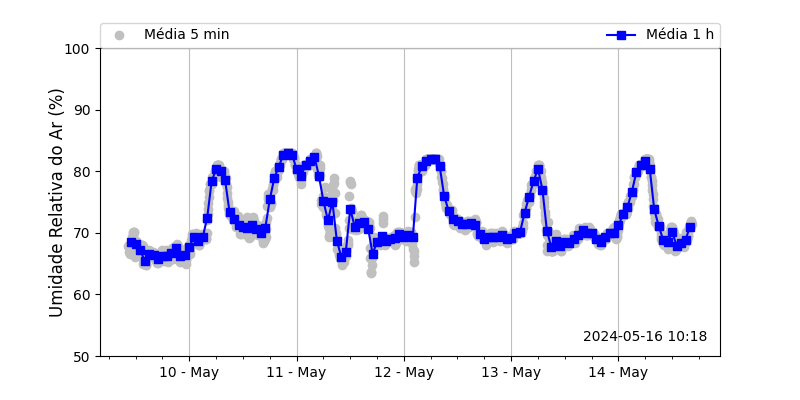 Média 5 min
Média 1 h
Umidade Relativa do Ar (%)
100
90
80
70
60
50
2024-05-16 10:18
10 - May
11 - May
12 - May
13 - May
14 - May